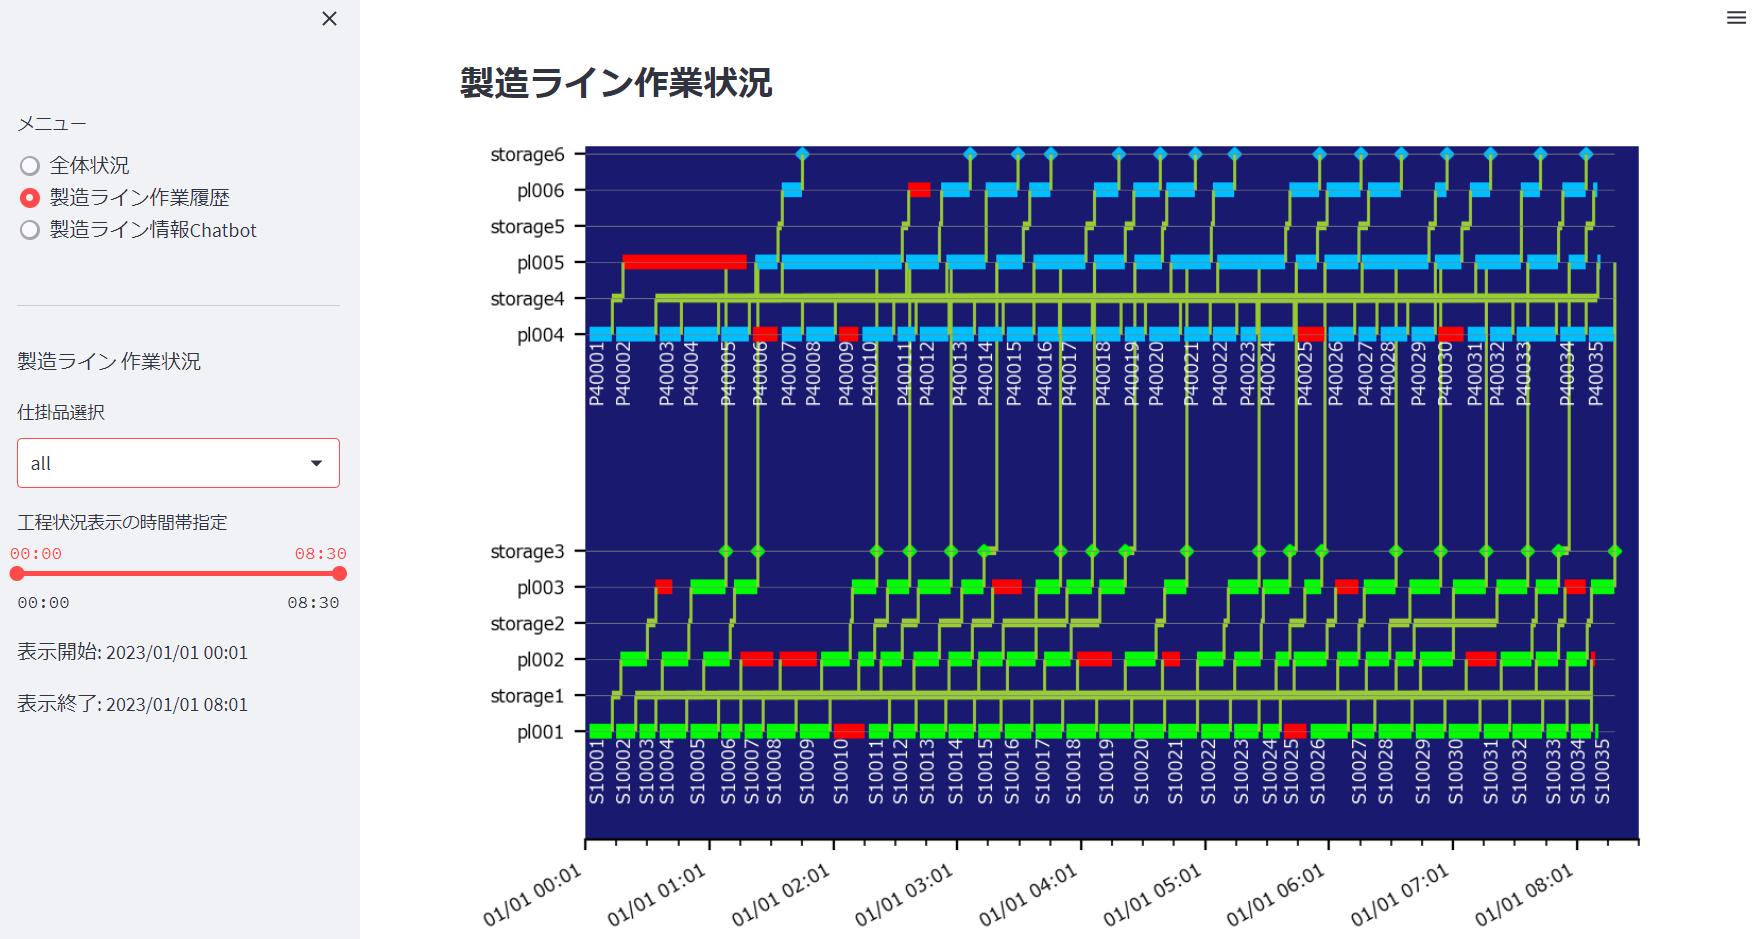 メニュー
全体状況
製造ライン作業履歴
製造ライン情報Chatbot
製造ライン 作業状況
仕掛品選択
all
工程状況表示の時間帯指定
00:00 08:30
00:00 08:30
表示開始: 2023/01/01 00:01
表示終了: 2023/01/01 08:01
製造ライン作業状況
storage6
pl006
storage5
pl005
storage4
pl004
P40001 P40002 P40003 P40004 P40005 P40006 P40007 P40008 P40009 P40010 P40011 P40012 P40013 P40014 P40015 P40016 P40017 P40018 P40019 P40020 P40021 P40022 P40023 P40024 P40025 P40026 P40027 P40028 P40029 P40030 P40031 P40032 P40033 P40034 P40035
storage3
pl003
storage2
pl002
storage1
pl001
S10001 S10002 S10003 S10004 S10005 S10006 S10007 S10008 S10009 S10010 S10011 S10012 S10013 S10014 S10015 S10016 S10017 S10018 S10019 S10020 S10021 S10022 S10023 S10024 S10025 S10026 S10027 S10028 S10029 S10030 S10031 S10032 S10033 S10034 S10035
01/01 00:01 01/01 01:01 01/01 02:01 01/01 03:01 01/01 04:01 01/01 05:01 01/01 06:01 01/01 07:01 01/01 08:01